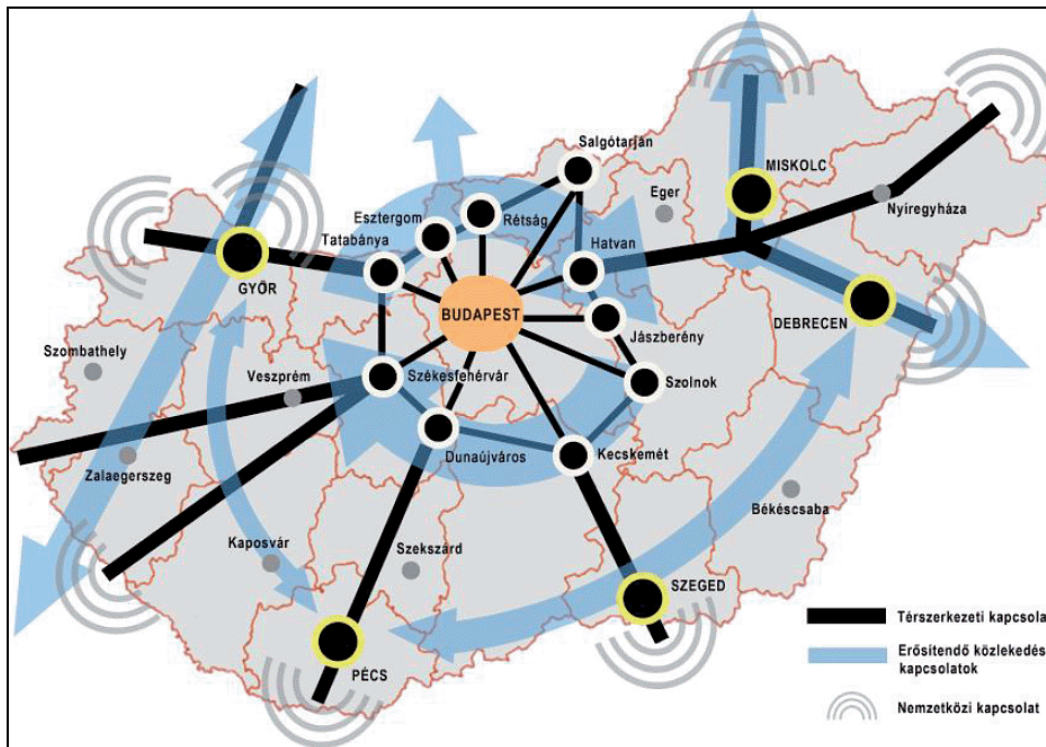 Salgótarján
MISKOLC
Eger
Nyíregyháza
Esztergom
Rétság
Tatabánya
Hatvan
GYŐR
BUDAPEST
DEBRECEN
Jászberény
Szombathely
Veszprém
Székesfehérvár
Szolnok
Dunaújváros
Kecskemét
Zalaegerszeg
Békéscsaba
Kaposvár
Szekszárd
SZEGED
PÉCS
Térszerkezeti kapcsola
Erősítendő közlekedés
kapcsolatok
Nemzetközi kapcsolat